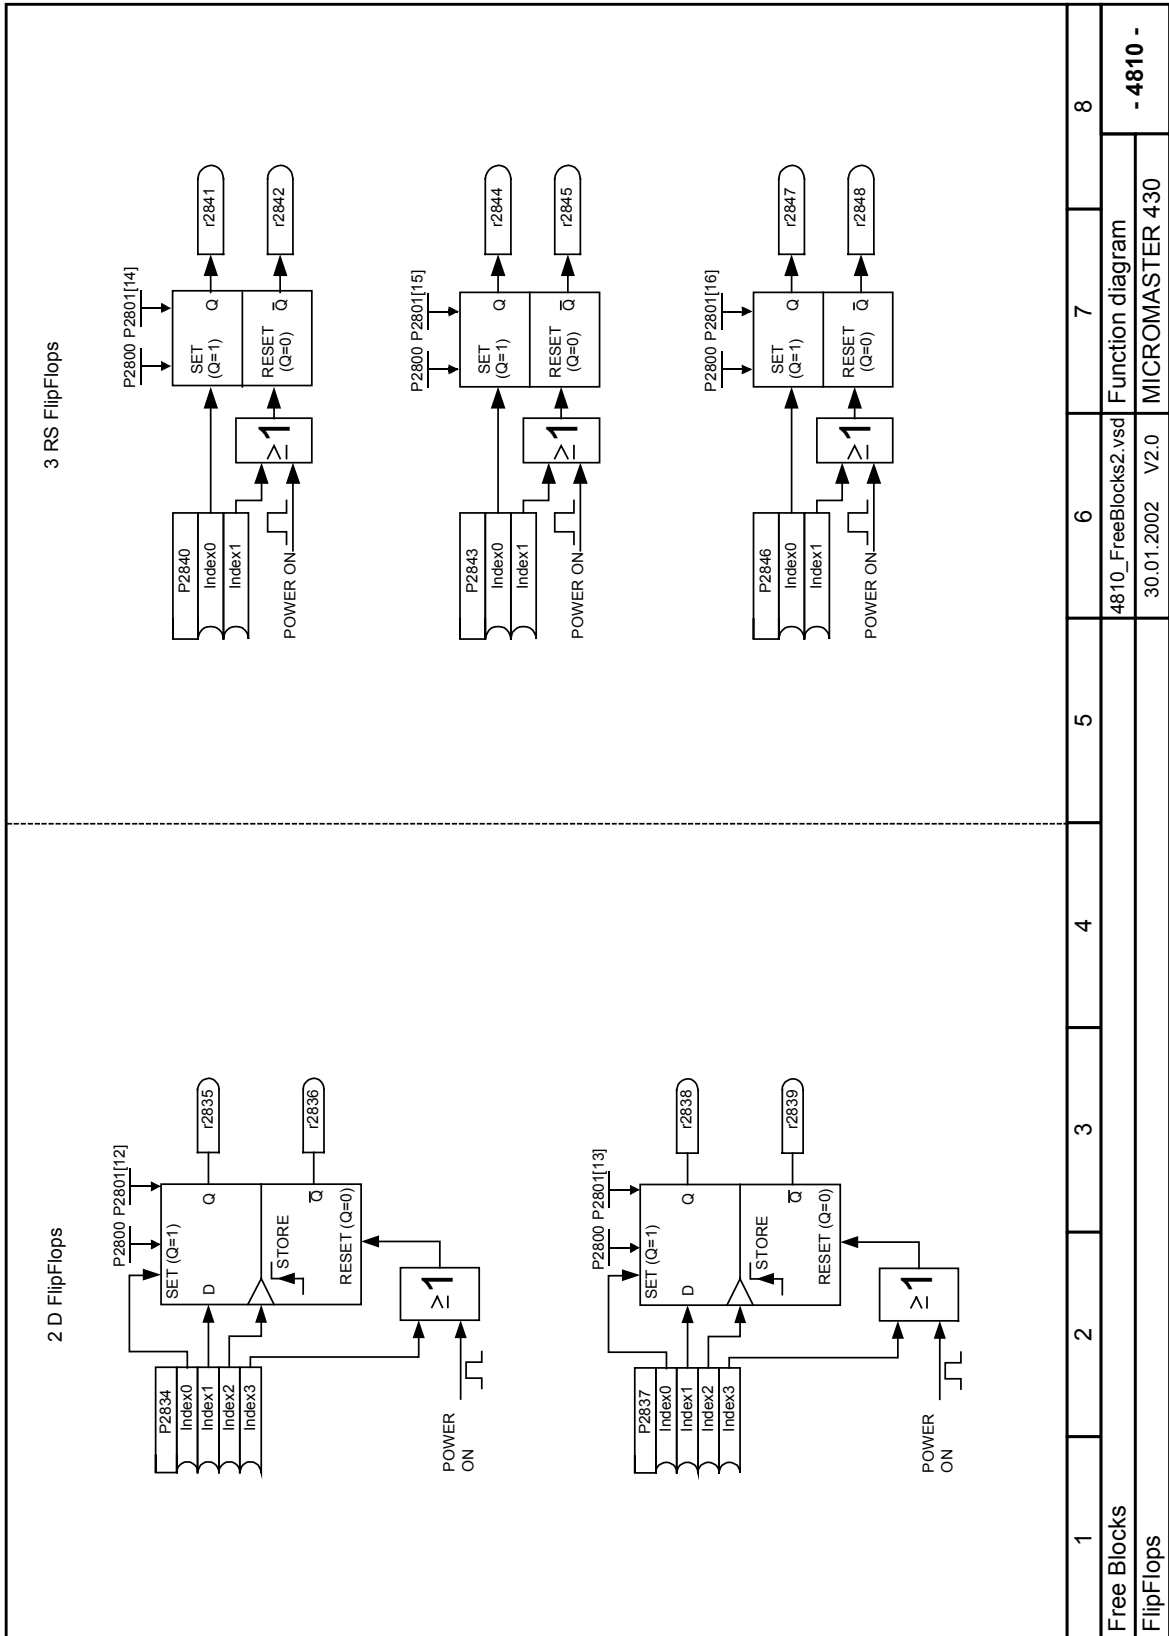 2 D FlipFlops
P2800 P2801[12]
P2834
Index0
Index1
Index2
Index3
SET (Q=1)
D
Q
STORE
RESET (Q=0)
Q
r2835
r2836
POWER
ON
≥1
P2800 P2801[13]
P2837
Index0
Index1
Index2
Index3
SET (Q=1)
D
Q
STORE
RESET (Q=0)
Q
r2838
r2839
POWER
ON
≥1
3 RS FlipFlops
P2800 P2801[14]
P2840
Index0
Index1
POWER ON
≥1
SET
(Q=1)
Q
RESET
(Q=0)
Q
r2841
r2842
P2800 P2801[15]
P2843
Index0
Index1
POWER ON
≥1
SET
(Q=1)
Q
RESET
(Q=0)
Q
r2844
r2845
P2800 P2801[16]
P2846
Index0
Index1
POWER ON
≥1
SET
(Q=1)
Q
RESET
(Q=0)
Q
r2847
r2848
1 2 3 4 5 6 7 8
Free Blocks 4810_FreeBlocks2.vsd Function diagram - 4810 -
FlipFlops 30.01.2002 V2.0 MICROMASTER 430